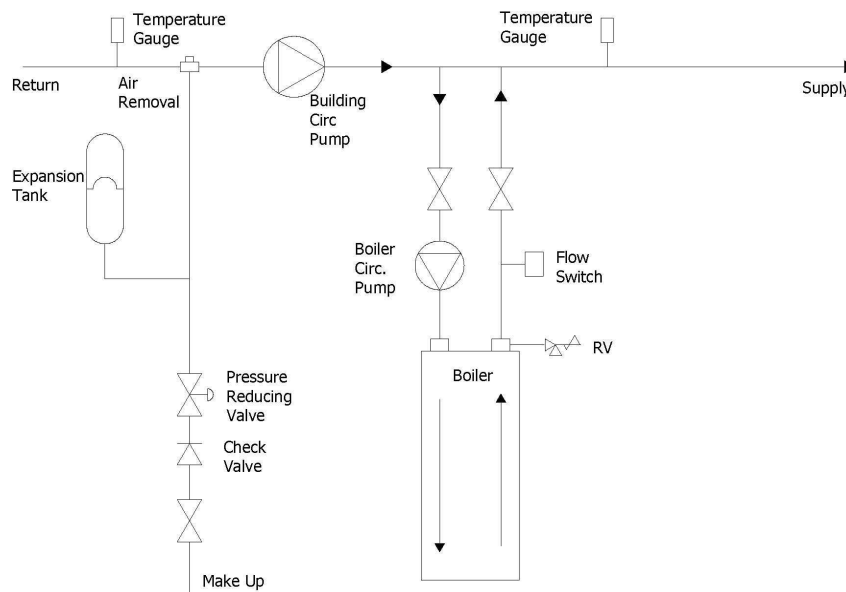 Temperature
Gauge
Temperature
Gauge
Return
Air
Removal
Building
Circ
Pump
Supply
Expansion
Tank
Boiler
Circ.
Pump
Flow
Switch
RV
Boiler
Pressure
Reducing
Valve
Check
Valve
Make Up